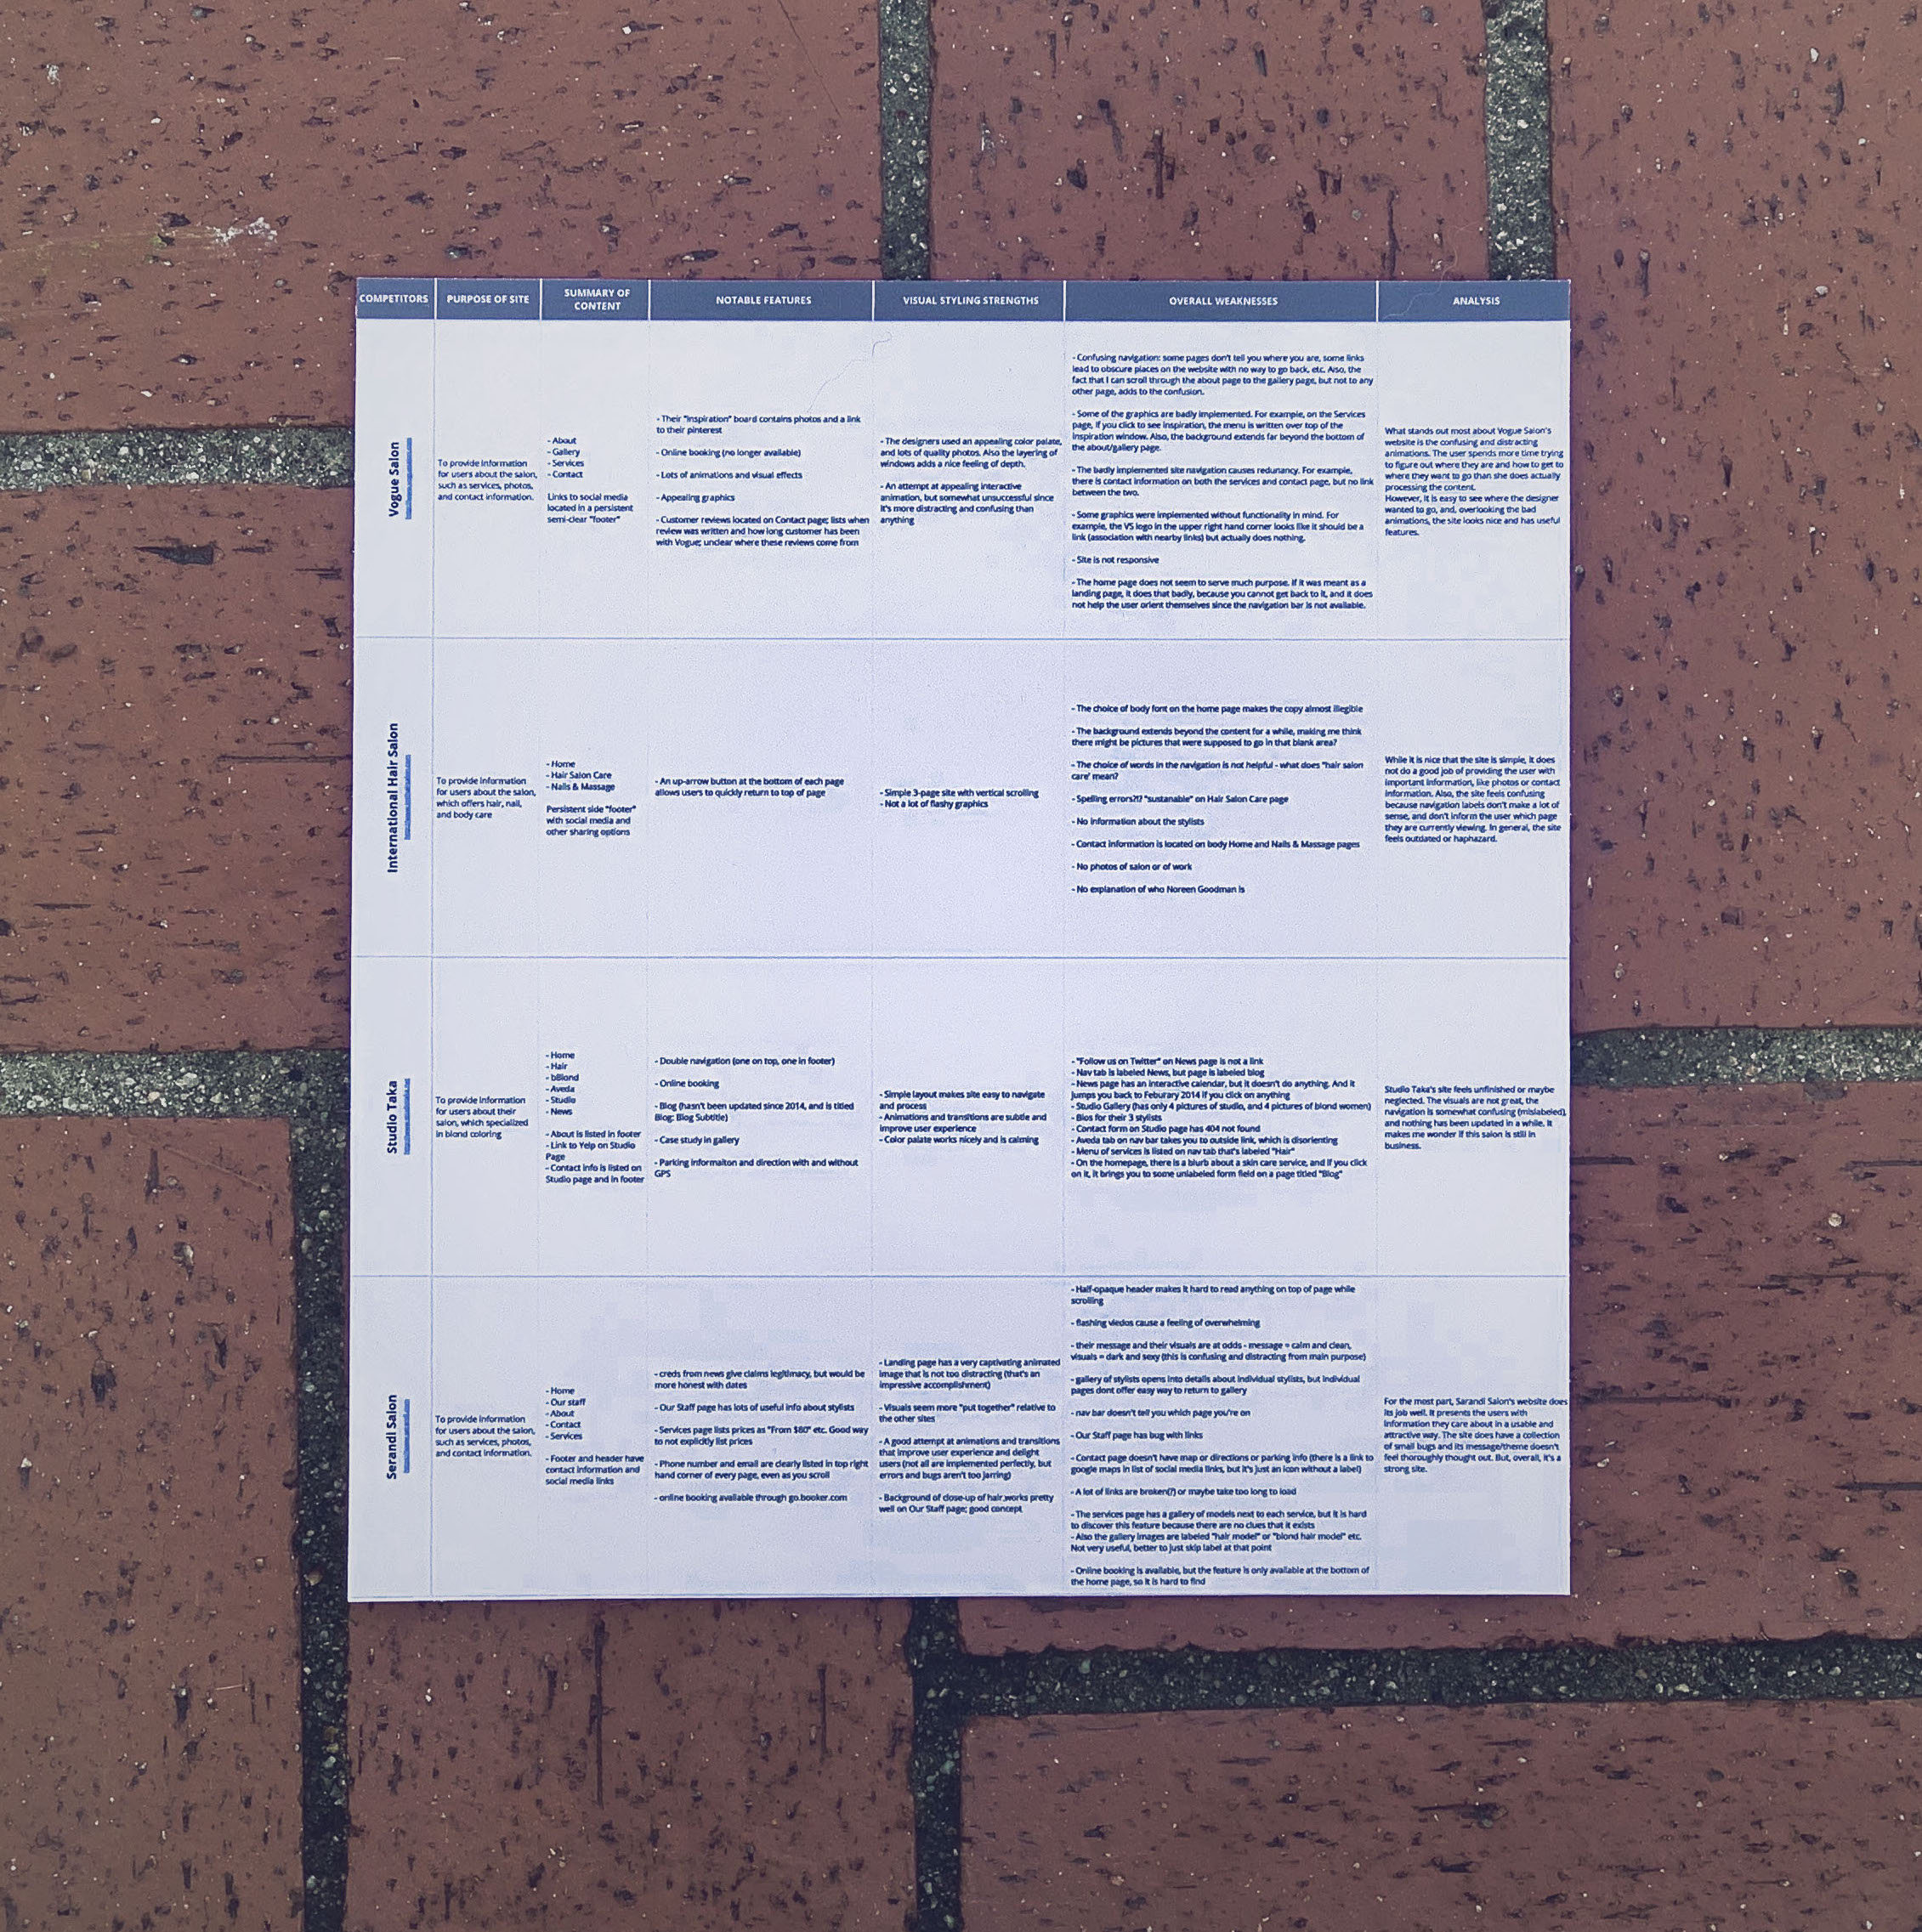 COMPETITORS
PURPOSE OF SITE
SUMMARY OF
CONTENT
NOTABLE FEATURES
VISUAL STYLING STRENGTHS
OVERALL WEAKNESSES
ANALYSIS
Vogue Salon
To provide information
for users about the salon,
such as services, photos,
and contact information.
- About
- Gallery
- Services
- Contact
Links to social media
located in a persistent
semi-clear "footer"
- Their "inspiration" board contains photos and a link
to their pinterest
- Online booking (no longer available)
- Lots of animations and visual effects
- Appealing graphics
- Customer reviews located on Contact page; lists when
review was written and how long customer has been
with Vogue; unclear where these reviews come from
- The designers used an appealing color palate,
and lots of quality photos. Also the layering of
windows adds a nice feeling of depth.
- An attempt at appealing interactive
animation, but somewhat unsuccessful since
it's more distracting and confusing than
anything
- Confusing navigation: some pages don't tell you where you are, some links
lead to obscure places on the website with no way to go back, etc. Also, the
fact that I can scroll through the about page to the gallery page, but not to any
other page, adds to the confusion.
- Some of the graphics are badly implemented. For example, on the Services
page, if you click to see inspiration, the menu is written over top of the
inspiration window. Also, the background extends far beyond the bottom of
the about/gallery page.
- The badly implemented site navigation causes redunancy. For example,
there is contact information on both the services and contact page, but no link
between the two.
- Some graphics were implemented without functionality in mind. For
example, the VS logo in the upper right hand corner looks like it should be a
link (association with nearby links) but actually does nothing.
- Site is not responsive
- The home page does not seem to serve much purpose. If it was meant as a
landing page, it does that badly, because you cannot get back to it, and it does
not help the user orient themselves since the navigation bar is not available.
What stands out most about Vogue Salon's
website is the confusing and distracting
animations. The user spends more time trying
to figure out where they are and how to get to
where they want to go than she does actually
processing the content.
However, it is easy to see where the designer
wanted to go, and, overlooking the bad
animations, the site looks nice and has useful
features.
International Hair Salon
To provide information
for users about the salon,
which offers hair, nail,
and body care
- Home
- Hair Salon Care
- Nails & Massage
Persistent side "footer"
with social media and
other sharing options
- An up-arrow button at the bottom of each page
allows users to quickly return to top of page
- Simple 3-page site with vertical scrolling
- Not a lot of flashy graphics
- The choice of body font on the home page makes the copy almost illegible
- The background extends beyond the content for a while, making me think
there might be pictures that were supposed to go in that blank area?
- The choice of words in the navigation is not helpful - what does "hair salon
care' mean?
- Spelling errors?!? "sustanable" on Hair Salon Care page
- No information about the stylists
- Contact information is located on body Home and Nails & Massage pages
- No photos of salon or of work
- No explanation of who Noreen Goodman is
While it is nice that the site is simple, it does
not do a good job of providing the user with
important information, like photos or contact
information. Also, the site feels confusing
because navigation labels don't make a lot of
sense, and don't inform the user which page
they are currently viewing. In general, the site
feels outdated or haphazard.
Studio Taka
To provide information
for users about their
salon, which specialized
in blond coloring
- Home
- Hair
- bBlond
- Aveda
- Studio
- News
- About is listed in footer
- Link to Yelp on Studio
Page
- Contact info is listed on
Studio page and in footer
- Double navigation (one on top, one in footer)
- Online booking
- Blog (hasn't been updated since 2014, and is titled
Blog: Blog Subtitle)
- Case study in gallery
- Parking informaiton and direction with and without
GPS
- Simple layout makes site easy to navigate
and process
- Animations and transitions are subtle and
improve user experience
- Color palate works nicely and is calming
- "Follow us on Twitter" on News page is not a link
- Nav tab is labeled News, but page is labeled blog
- News page has an interactive calendar, but it doesn't do anything. And it
jumps you back to Feburary 2014 if you click on anything
- Studio Gallery (has only 4 pictures of studio, and 4 pictures of blond women)
- Bios for their 3 stylists
- Contact form on Studio page has 404 not found
- Aveda tab on nav bar takes you to outside link, which is disorienting
- Menu of services is listed on nav tab that's labeled "Hair"
- On the homepage, there is a blurb about a skin care service, and if you click
on it, it brings you to some unlabeled form field on a page titled "Blog"
Studio Taka's site feels unfinished or maybe
neglected. The visuals are not great, the
navigation is somewhat confusing (mislabeled),
and nothing has been updated in a while. It
makes me wonder if this salon is still in
business.
Serandi Salon
To provide information
for users about the salon,
such as services, photos,
and contact information.
- Home
- Our staff
- About
- Contact
- Services
- Footer and header have
contact information and
social media links
- creds from news give claims legitimacy, but would be
more honest with dates
- Our Staff page has lots of useful info about stylists
- Services page lists prices as "From $80" etc. Good way
to not explicitly list prices
- Phone number and email are clearly listed in top right
hand corner of every page, even as you scroll
- online booking available through go.booker.com
- Landing page has a very captivating animated
image that is not too distracting (that's an
impressive accomplishment)
- Visuals seem more "put together" relative to
the other sites
- A good attempt at animations and transitions
that improve user experience and delight
users (not all are implemented perfectly, but
errors and bugs aren't too jarring)
- Background of close-up of hair works pretty
well on Our Staff page; good concept
- Half-opaque header makes it hard to read anything on top of page while
scrolling
- flashing viedos cause a feeling of overwhelming
- their message and their visuals are at odds - message = calm and clean,
visuals = dark and sexy (this is confusing and distracting from main purpose)
- gallery of stylists opens into details about individual stylists, but individual
pages dont offer easy way to return to gallery
- nav bar doesn't tell you which page you're on
- Our Staff page has bug with links
- Contact page doesn't have map or directions or parking info (there is a link to
google maps in list of social media links, but it's just an icon without a label)
- A lot of links are broken(?) or maybe take too long to load
- The services page has a gallery of models next to each service, but it is hard
to discover this feature because there are no clues that it exists
- Also the gallery images are labeled "hair model" or "blond hair model" etc.
Not very useful, better to just skip label at that point
- Online booking is available, but the feature is only available at the bottom of
the home page, so it is hard to find
For the most part, Sarandi Salon's website does
its job well. It presents the users with
information they care about in a usable and
attractive way. The site does have a collection
of small bugs and its message/theme doesn't
feel thoroughly thought out. But, overall, it's a
strong site.